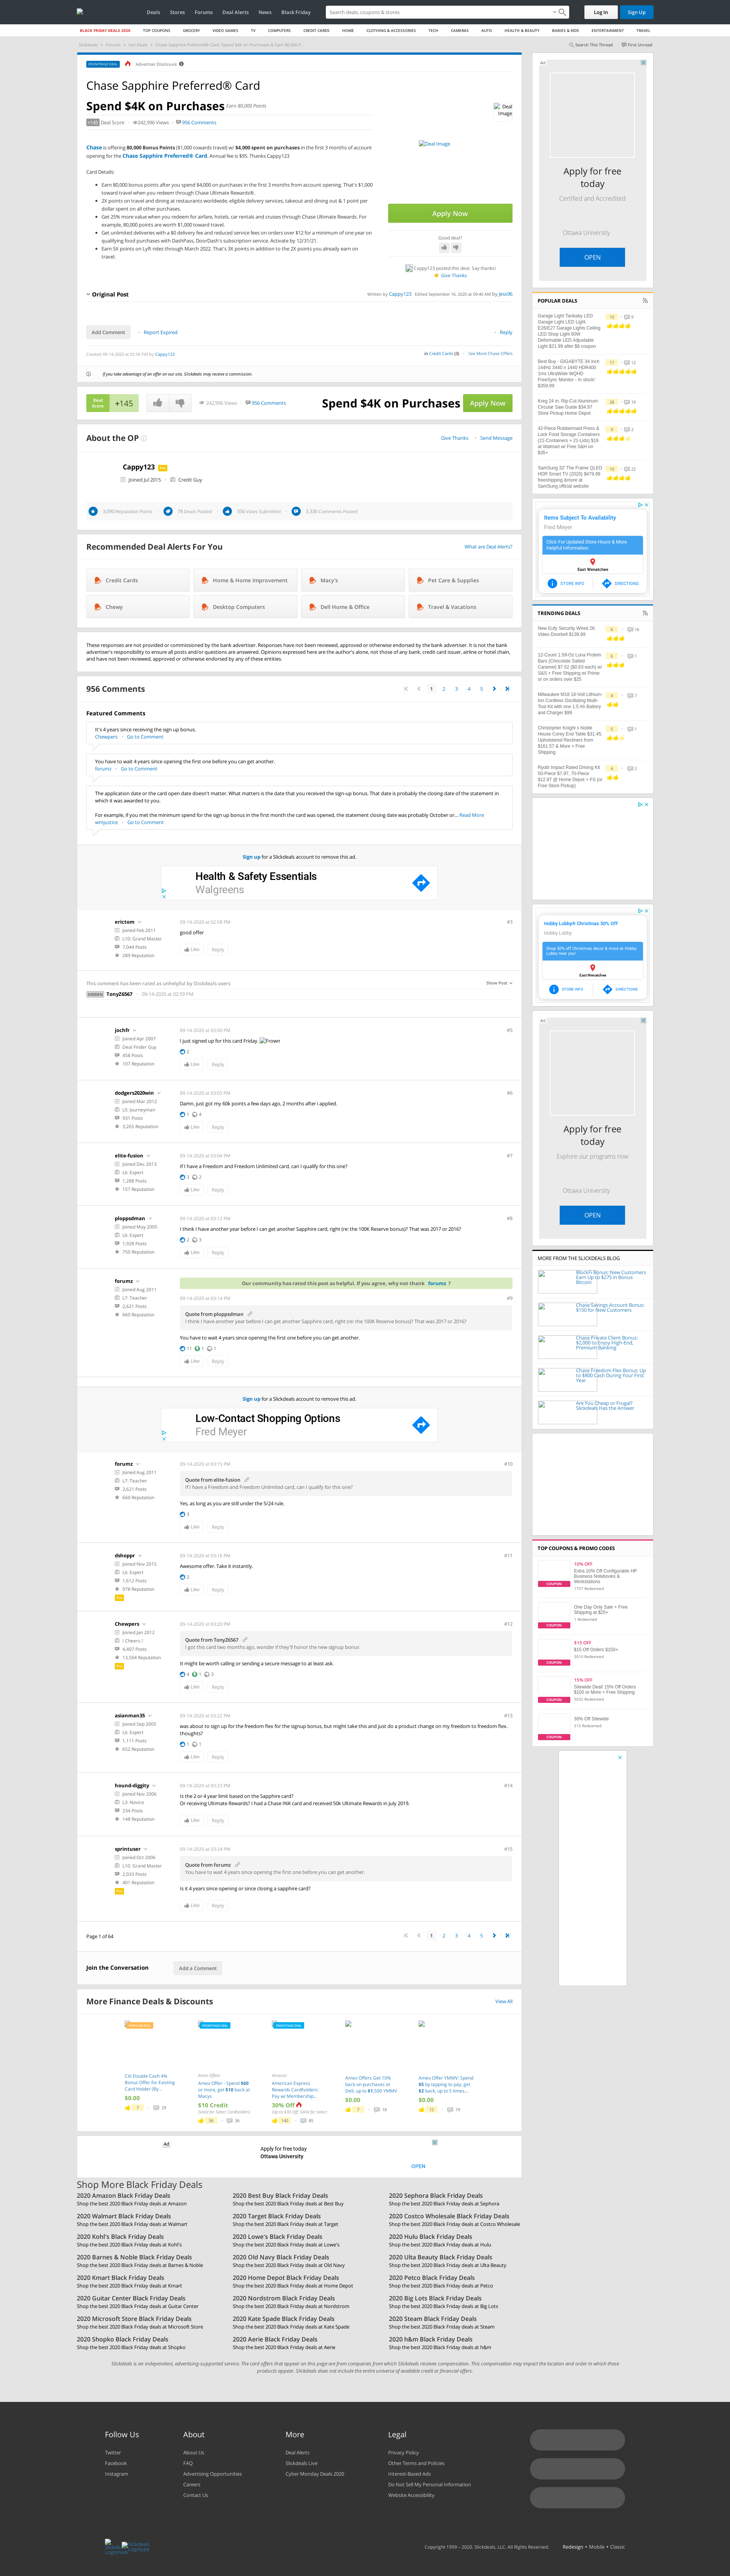 Deals Stores Forums Deal Alerts News Black Friday
Search deals, coupons & stores
Log In Sign Up
BLACK FRIDAY DEALS 2020 TOP COUPONS GROCERY VIDEO GAMES TV COMPUTERS CREDIT CARDS HOME CLOTHING & ACCESSORIES TECH CAMERAS AUTO HEALTH & BEAUTY BABIES & KIDS ENTERTAINMENT TRAVEL
Search This Thread First Unread
FRONTPAGE DEAL Advertiser Disclosure
Chase Sapphire Preferred® Card
Spend $4K on Purchases Earn 80,000 Points
+145 Deal Score 242,996 Views 956 Comments
Deal Image
Chase is offering 80,000 Bonus Points ($1,000 towards travel) w/ $4,000 spent on purchases in the first 3 months of account opening for the Chase Sapphire Preferred® Card. Annual fee is $95. Thanks Cappy123
Card Details:
• Earn 80,000 bonus points after you spend $4,000 on purchases in the first 3 months from account opening. That's $1,000 toward travel when you redeem through Chase Ultimate Rewards®.
• 2X points on travel and dining at restaurants worldwide, eligible delivery services, takeout and dining out & 1 point per dollar spent on all other purchases.
• Get 25% more value when you redeem for airfare, hotels, car rentals and cruises through Chase Ultimate Rewards. For example, 80,000 points are worth $1,000 toward travel.
• Get unlimited deliveries with a $0 delivery fee and reduced service fees on orders over $12 for a minimum of one year on qualifying food purchases with DashPass, DoorDash's subscription service. Activate by 12/31/21.
• Earn 5X points on Lyft rides through March 2022. That's 3X points in addition to the 2X points you already earn on travel.
Deal Image
Apply Now
Good deal?
Cappy123 posted this deal. Say thanks!
Give Thanks
Original Post
Written by Cappy123 Edited September 16, 2020 at 09:40 AM by Jess96
Add Comment Report Expired Reply
Created 09-14-2020 at 02:56 PM by Cappy123
in Credit Cards (3) See More Chase Offers
If you take advantage of an offer on our site, Slickdeals may receive a commission.
Deal Score +145
242,996 Views 956 Comments
Spend $4K on Purchases Apply Now
About the OP
Give Thanks Send Message
Cappy123 Pro
Joined Jul 2015 Credit Guy
3,090 Reputation Points 78 Deals Posted 356 Votes Submitted 3,336 Comments Posted
Recommended Deal Alerts For You
What are Deal Alerts?
Credit Cards Home & Home Improvement Macy's Pet Care & Supplies
Chewy Desktop Computers Dell Home & Office Travel & Vacations
These responses are not provided or commissioned by the bank advertiser. Responses have not been reviewed, approved or otherwise endorsed by the bank advertiser. It is not the bank advertiser's responsibility to ensure all posts and/or questions are answered. Opinions expressed here are the author's alone, not those of any bank, credit card issuer, airline or hotel chain, and have not been reviewed, approved or otherwise endorsed by any of these entities.
956 Comments
1 2 3 4 5
Featured Comments
It's 4 years since receiving the sign up bonus.
Chewpers Go to Comment
You have to wait 4 years since opening the first one before you can get another.
forumz Go to Comment
The application date or the card open date doesn't matter. What matters is the date that you received the sign-up bonus. That date is probably the closing date of the statement in which it was awarded to you.
For example, if you met the minimum spend for the sign up bonus in the first month the card was opened, the statement closing date was probably October or... Read More
wmjustice Go to Comment
Sign up for a Slickdeals account to remove this ad.
Health & Safety Essentials
Walgreens
erictom 09-14-2020 at 02:58 PM #3
Joined Feb 2011
L10: Grand Master
7,044 Posts
289 Reputation
good offer
Like Reply
This comment has been rated as unhelpful by Slickdeals users Show Post
HIDDEN TonyZ6567 09-14-2020 at 02:59 PM
jochfr 09-14-2020 at 03:00 PM #5
Joined Apr 2007
Deal Finder Guy
458 Posts
107 Reputation
I just signed up for this card Friday. Frown
2
Like Reply
dodgers2020win 09-14-2020 at 03:03 PM #6
Joined Mar 2012
L5: Journeyman
931 Posts
3,265 Reputation
Damn, just got my 60k points a few days ago, 2 months after i applied.
1 4
Like Reply
elite-fusion 09-14-2020 at 03:04 PM #7
Joined Dec 2013
L6: Expert
1,288 Posts
157 Reputation
If I have a Freedom and Freedom Unlimited card, can I qualify for this one?
3 2
Like Reply
ploppsdman 09-14-2020 at 03:12 PM #8
Joined May 2005
L6: Expert
1,928 Posts
750 Reputation
I think I have another year before I can get another Sapphire card, right (re: the 100K Reserve bonus)? That was 2017 or 2016?
2 3
Like Reply
forumz
Our community has rated this post as helpful. If you agree, why not thank forumz ?
Joined Aug 2011
L7: Teacher
2,621 Posts
660 Reputation
09-14-2020 at 03:14 PM #9
Quote from ploppsdman
I think I have another year before I can get another Sapphire card, right (re: the 100K Reserve bonus)? That was 2017 or 2016?
You have to wait 4 years since opening the first one before you can get another.
11 1 1
Like Reply
Sign up for a Slickdeals account to remove this ad.
Low-Contact Shopping Options
Fred Meyer
forumz 09-14-2020 at 03:15 PM #10
Joined Aug 2011
L7: Teacher
2,621 Posts
660 Reputation
Quote from elite-fusion
If I have a Freedom and Freedom Unlimited card, can I qualify for this one?
Yes, as long as you are still under the 5/24 rule.
3
Like Reply
dshoppr 09-14-2020 at 03:16 PM #11
Joined Nov 2015
L6: Expert
1,612 Posts
978 Reputation
Pro
Awesome offer. Take it instantly.
2
Like Reply
Chewpers 09-14-2020 at 03:20 PM #12
Joined Jan 2012
( Cheers )
4,407 Posts
13,504 Reputation
Pro
Quote from TonyZ6567
I got this card two months ago, wonder if they'll honor the new signup bonus
It might be worth calling or sending a secure message to at least ask.
4 1 3
Like Reply
asianman35 09-14-2020 at 03:22 PM #13
Joined Sep 2005
L6: Expert
1,111 Posts
652 Reputation
was about to sign up for the freedom flex for the signup bonus, but might take this and just do a product change on my freedom to freedom flex. thoughts?
1 1
Like Reply
hound-diggity 09-14-2020 at 03:23 PM #14
Joined Nov 2006
L3: Novice
234 Posts
148 Reputation
Is the 2 or 4 year limit based on the Sapphire card?
Or receiving Ultimate Rewards? I had a Chase INK card and received 50k Ultimate Rewards in July 2019.
Like Reply
sprintuser 09-14-2020 at 03:24 PM #15
Joined Oct 2006
L10: Grand Master
2,033 Posts
401 Reputation
Pro
Quote from forumz
You have to wait 4 years since opening the first one before you can get another.
Is it 4 years since opening or since closing a sapphire card?
Like Reply
Page 1 of 64
1 2 3 4 5
Join the Conversation Add a Comment
More Finance Deals & Discounts View All
Citi Double Cash 4% Bonus Offer for Existing Card Holder (By...
$0.00
7 29
FRONTPAGE DEAL
Amex Offers
Amex Offer - Spend $60 or more, get $10 back at Macys
$10 Credit
56 36
FRONTPAGE DEAL
Amazon
American Express Rewards Cardholders: Pay w/ Membership...
30% Off
140 85
Amex Offers Get 10% back on purchases at Dell, up to $1,500 YMMV
$0.00
7 18
Amex Offer YMMV: Spend $5 by tapping to pay, get $2 back, up to 5 times...
$0.00
12 19
Ad
Apply for free today
Ottawa University
OPEN
Shop More Black Friday Deals
2020 Amazon Black Friday Deals
Shop the best 2020 Black Friday deals at Amazon
2020 Best Buy Black Friday Deals
Shop the best 2020 Black Friday deals at Best Buy
2020 Sephora Black Friday Deals
Shop the best 2020 Black Friday deals at Sephora
2020 Walmart Black Friday Deals
Shop the best 2020 Black Friday deals at Walmart
2020 Target Black Friday Deals
Shop the best 2020 Black Friday deals at Target
2020 Costco Wholesale Black Friday Deals
Shop the best 2020 Black Friday deals at Costco Wholesale
2020 Kohl's Black Friday Deals
Shop the best 2020 Black Friday deals at Kohl's
2020 Lowe's Black Friday Deals
Shop the best 2020 Black Friday deals at Lowe's
2020 Hulu Black Friday Deals
Shop the best 2020 Black Friday deals at Hulu
2020 Barnes & Noble Black Friday Deals
Shop the best 2020 Black Friday deals at Barnes & Noble
2020 Old Navy Black Friday Deals
Shop the best 2020 Black Friday deals at Old Navy
2020 Ulta Beauty Black Friday Deals
Shop the best 2020 Black Friday deals at Ulta Beauty
2020 Kmart Black Friday Deals
Shop the best 2020 Black Friday deals at Kmart
2020 Home Depot Black Friday Deals
Shop the best 2020 Black Friday deals at Home Depot
2020 Petco Black Friday Deals
Shop the best 2020 Black Friday deals at Petco
2020 Guitar Center Black Friday Deals
Shop the best 2020 Black Friday deals at Guitar Center
2020 Nordstrom Black Friday Deals
Shop the best 2020 Black Friday deals at Nordstrom
2020 Big Lots Black Friday Deals
Shop the best 2020 Black Friday deals at Big Lots
2020 Microsoft Store Black Friday Deals
Shop the best 2020 Black Friday deals at Microsoft Store
2020 Kate Spade Black Friday Deals
Shop the best 2020 Black Friday deals at Kate Spade
2020 Steam Black Friday Deals
Shop the best 2020 Black Friday deals at Steam
2020 Shopko Black Friday Deals
Shop the best 2020 Black Friday deals at Shopko
2020 Aerie Black Friday Deals
Shop the best 2020 Black Friday deals at Aerie
2020 h&m Black Friday Deals
Shop the best 2020 Black Friday deals at h&m
Slickdeals is an independent, advertising-supported service. The card offers that appear on this page are from companies from which Slickdeals receives compensation. This compensation may impact the location and order in which these products appear. Slickdeals does not include the entire universe of available credit or financial offers.
Ad
Apply for free today
Certified and Accredited
Ottawa University
OPEN
POPULAR DEALS
Garage Light Tanbaby LED Garage Light LED Light E26/E27 Garage Lights Ceiling LED Shop Light 60W Deformable LED Adjustable Light $21.99 after $8 coupon
Best Buy - GIGABYTE 34 Inch 144Hz 3440 x 1440 HDR400 1ms UltraWide WQHD FreeSync Monitor - In stock! $359.99
Kreg 24 in. Rip-Cut Aluminum Circular Saw Guide $34.97 Store Pickup Home Depot
42-Piece Rubbermaid Press & Lock Food Storage Containers (21-Containers + 21-Lids) $19 at Walmart w/ Free S&H on $35+
SamSung 32' The Frame QLED HDR Smart TV (2020) $479.99 freeshipping &more at SamSung official website
Items Subject To Availability
Fred Meyer
Click For Updated Store Hours & More Helpful Information.
East Wenatchee
STORE INFO DIRECTIONS
TRENDING DEALS
New Eufy Security Wired 2K Video Doorbell $139.99
12-Count 1.59-Oz Luna Protein Bars (Chocolate Salted Caramel) $7.52 ($0.63 each) w/ S&S + Free Shipping w/ Prime or on orders over $25
Milwaukee M18 18-Volt Lithium-Ion Cordless Oscillating Multi-Tool Kit with one 1.5 Ah Battery and Charger $99
Christopher Knight x Noble House Corey End Table $31.45, Upholstered Recliners from $161.57 & More + Free Shipping
Ryobi Impact Rated Driving Kit 50-Piece $7.97, 70-Piece $12.97 @ Home Depot + FS (or Free Store Pickup)
Hobby Lobby® Christmas 50% Off
Hobby Lobby
Shop 50% off Christmas decor & more at Hobby Lobby near you!
East Wenatchee
STORE INFO DIRECTIONS
Ad
Apply for free today
Explore our programs now
Ottawa University
OPEN
MORE FROM THE SLICKDEALS BLOG
BlockFi Bonus: New Customers Earn Up to $275 in Bonus Bitcoin
Chase Savings Account Bonus: $150 for New Customers
Chase Private Client Bonus: $2,000 to Enjoy High-End, Premium Banking
Chase Freedom Flex Bonus: Up to $600 Cash During Your First Year
Are You Cheap or Frugal? Slickdeals Has the Answer
TOP COUPONS & PROMO CODES
COUPON
10% OFF
Extra 10% Off Configurable HP Business Notebooks & Workstations
1707 Redeemed
COUPON
One Day Only Sale + Free Shipping at $25+
1 Redeemed
COUPON
$15 OFF
$15 Off Orders $150+
3010 Redeemed
COUPON
15% OFF
Sitewide Deal! 15% Off Orders $100 or More + Free Shipping
3202 Redeemed
COUPON
30% Off Sitewide
510 Redeemed
Follow Us
Twitter
Facebook
Instagram
About
About Us
FAQ
Advertising Opportunities
Careers
Contact Us
More
Deal Alerts
Slickdeals Live
Cyber Monday Deals 2020
Legal
Privacy Policy
Other Terms and Policies
Interest-Based Ads
Do Not Sell My Personal Information
Website Accessibility
Copyright 1999 – 2020. Slickdeals, LLC. All Rights Reserved. Redesign • Mobile • Classic